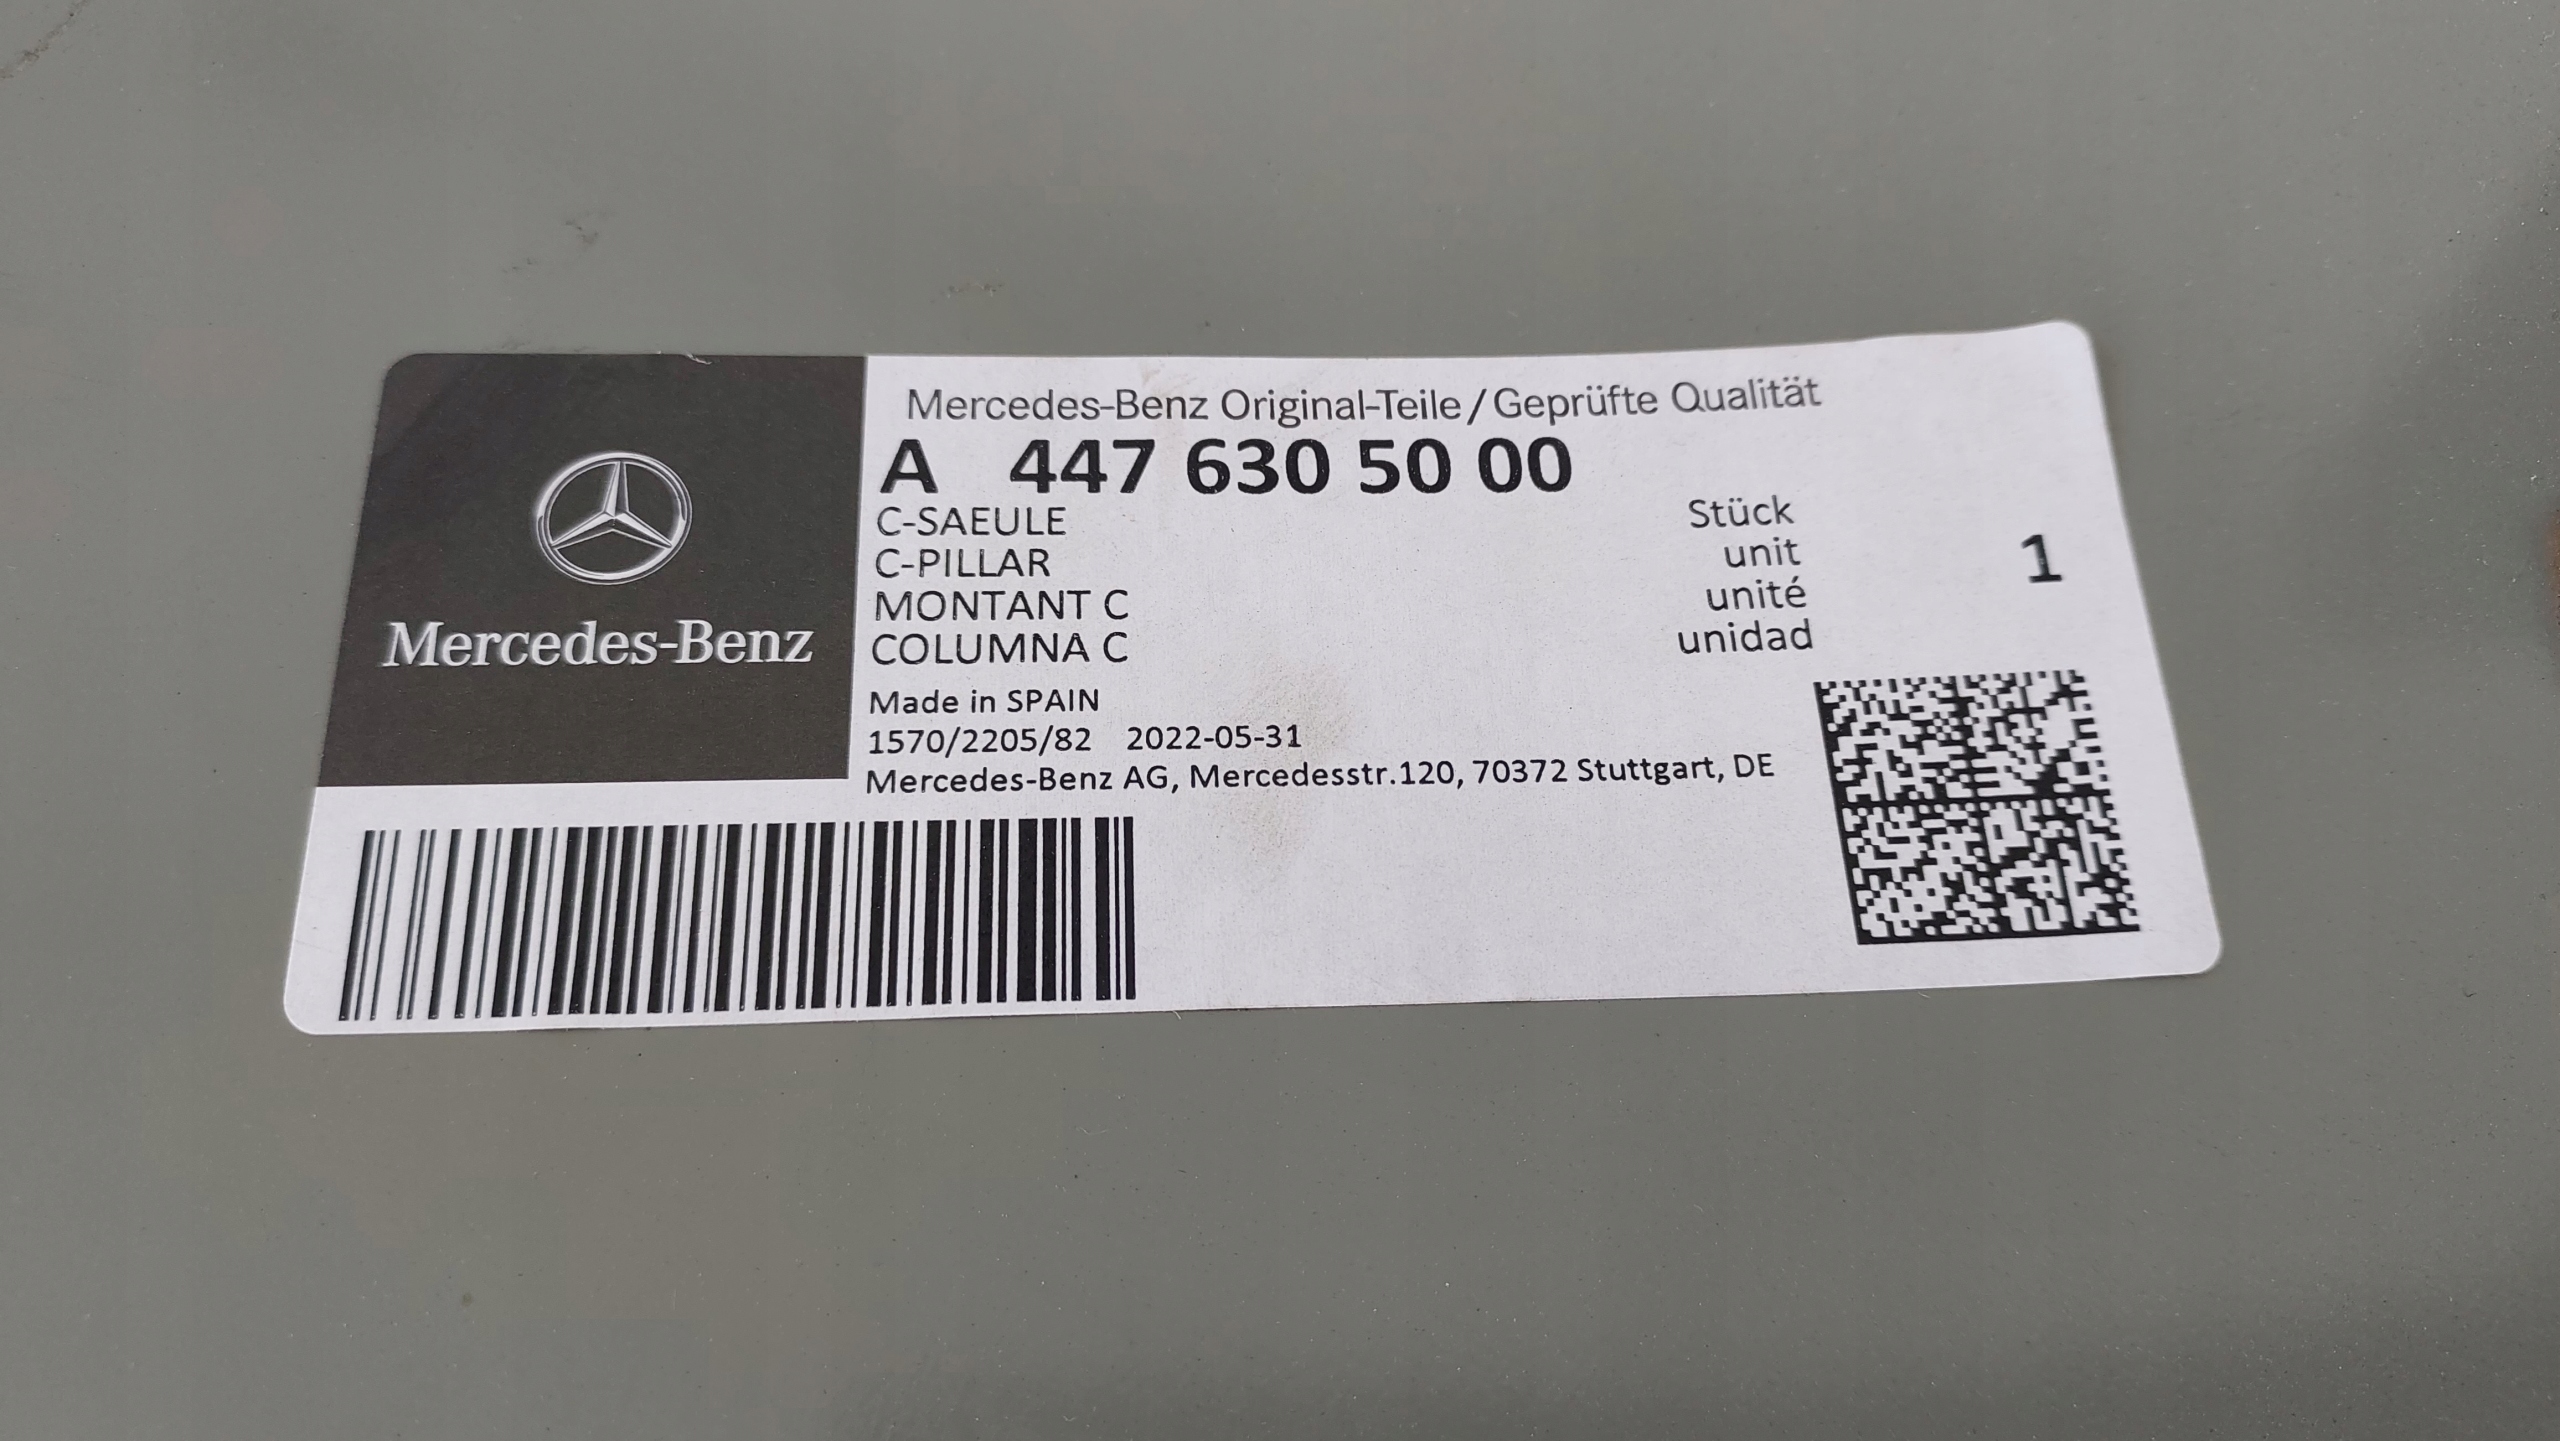 Mercedes-Benz
Mercedes-Benz Original-Teile/Geprüfte Qualität
A 447 630 50 00
C-SAEULE
C-PILLAR
MONTANT C
COLUMNA C
Stück
unit
unité
unidad
1
Made in SPAIN
1570/2205/82 2022-05-31
Mercedes-Benz AG, Mercedesstr.120, 70372 Stuttgart, DE